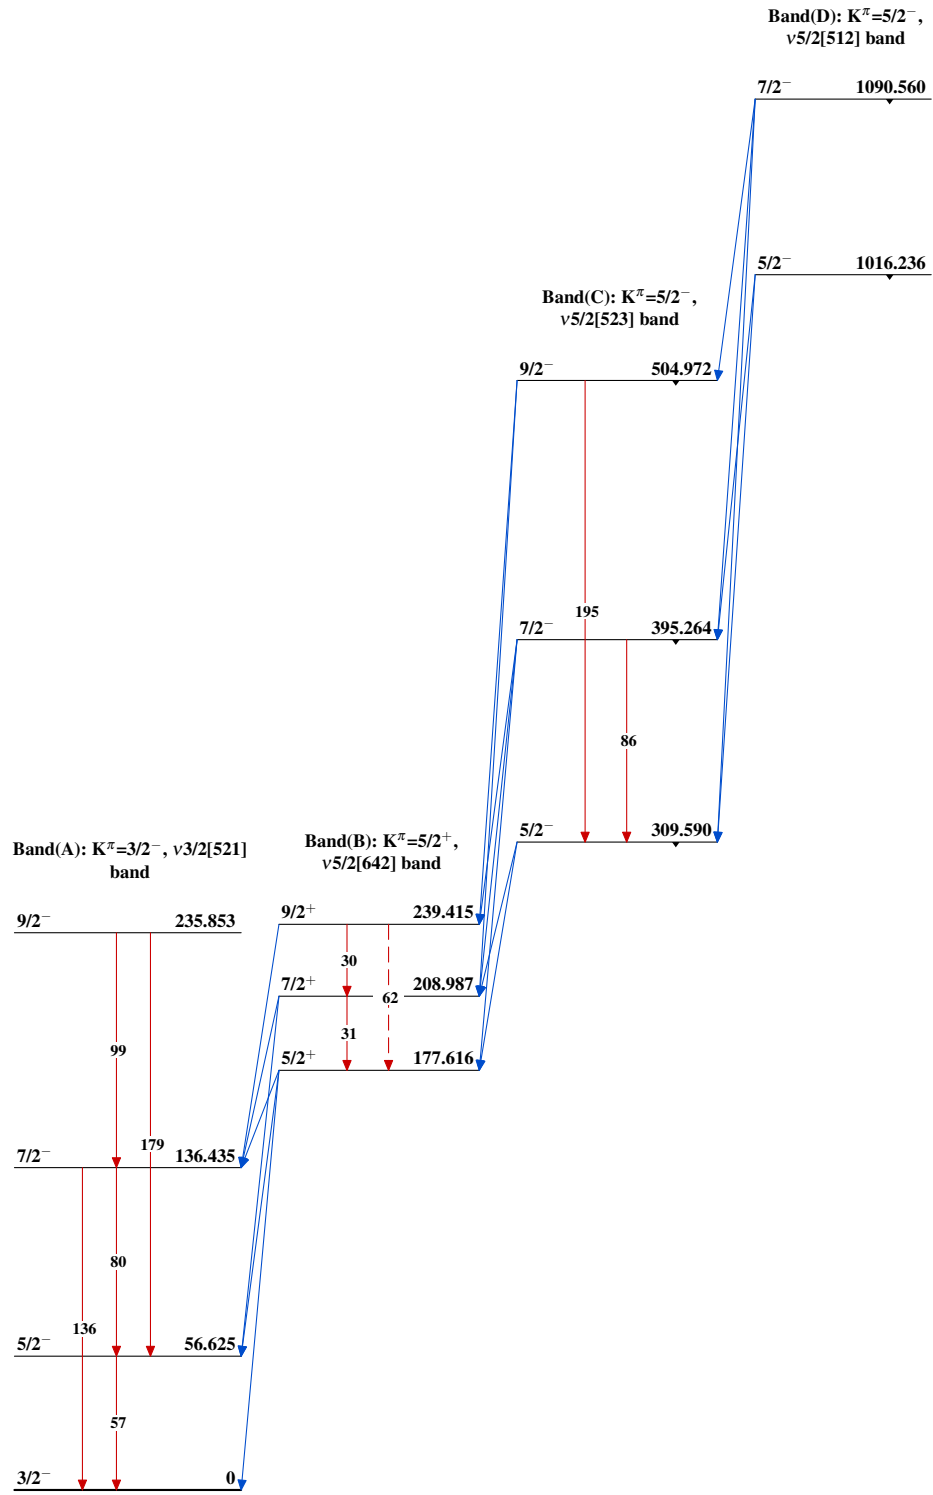 Band(D): Kπ=5/2−,
ν5/2[512] band
7/2− 1090.560
5/2− 1016.236
Band(C): Kπ=5/2−,
ν5/2[523] band
9/2− 504.972
195
7/2− 395.264
86
5/2− 309.590
Band(B): Kπ=5/2+,
ν5/2[642] band
9/2+ 239.415
30
62
7/2+ 208.987
31
5/2+ 177.616
Band(A): Kπ=3/2−, ν3/2[521]
band
9/2− 235.853
99
179
7/2− 136.435
80
136
5/2− 56.625
57
3/2− 0